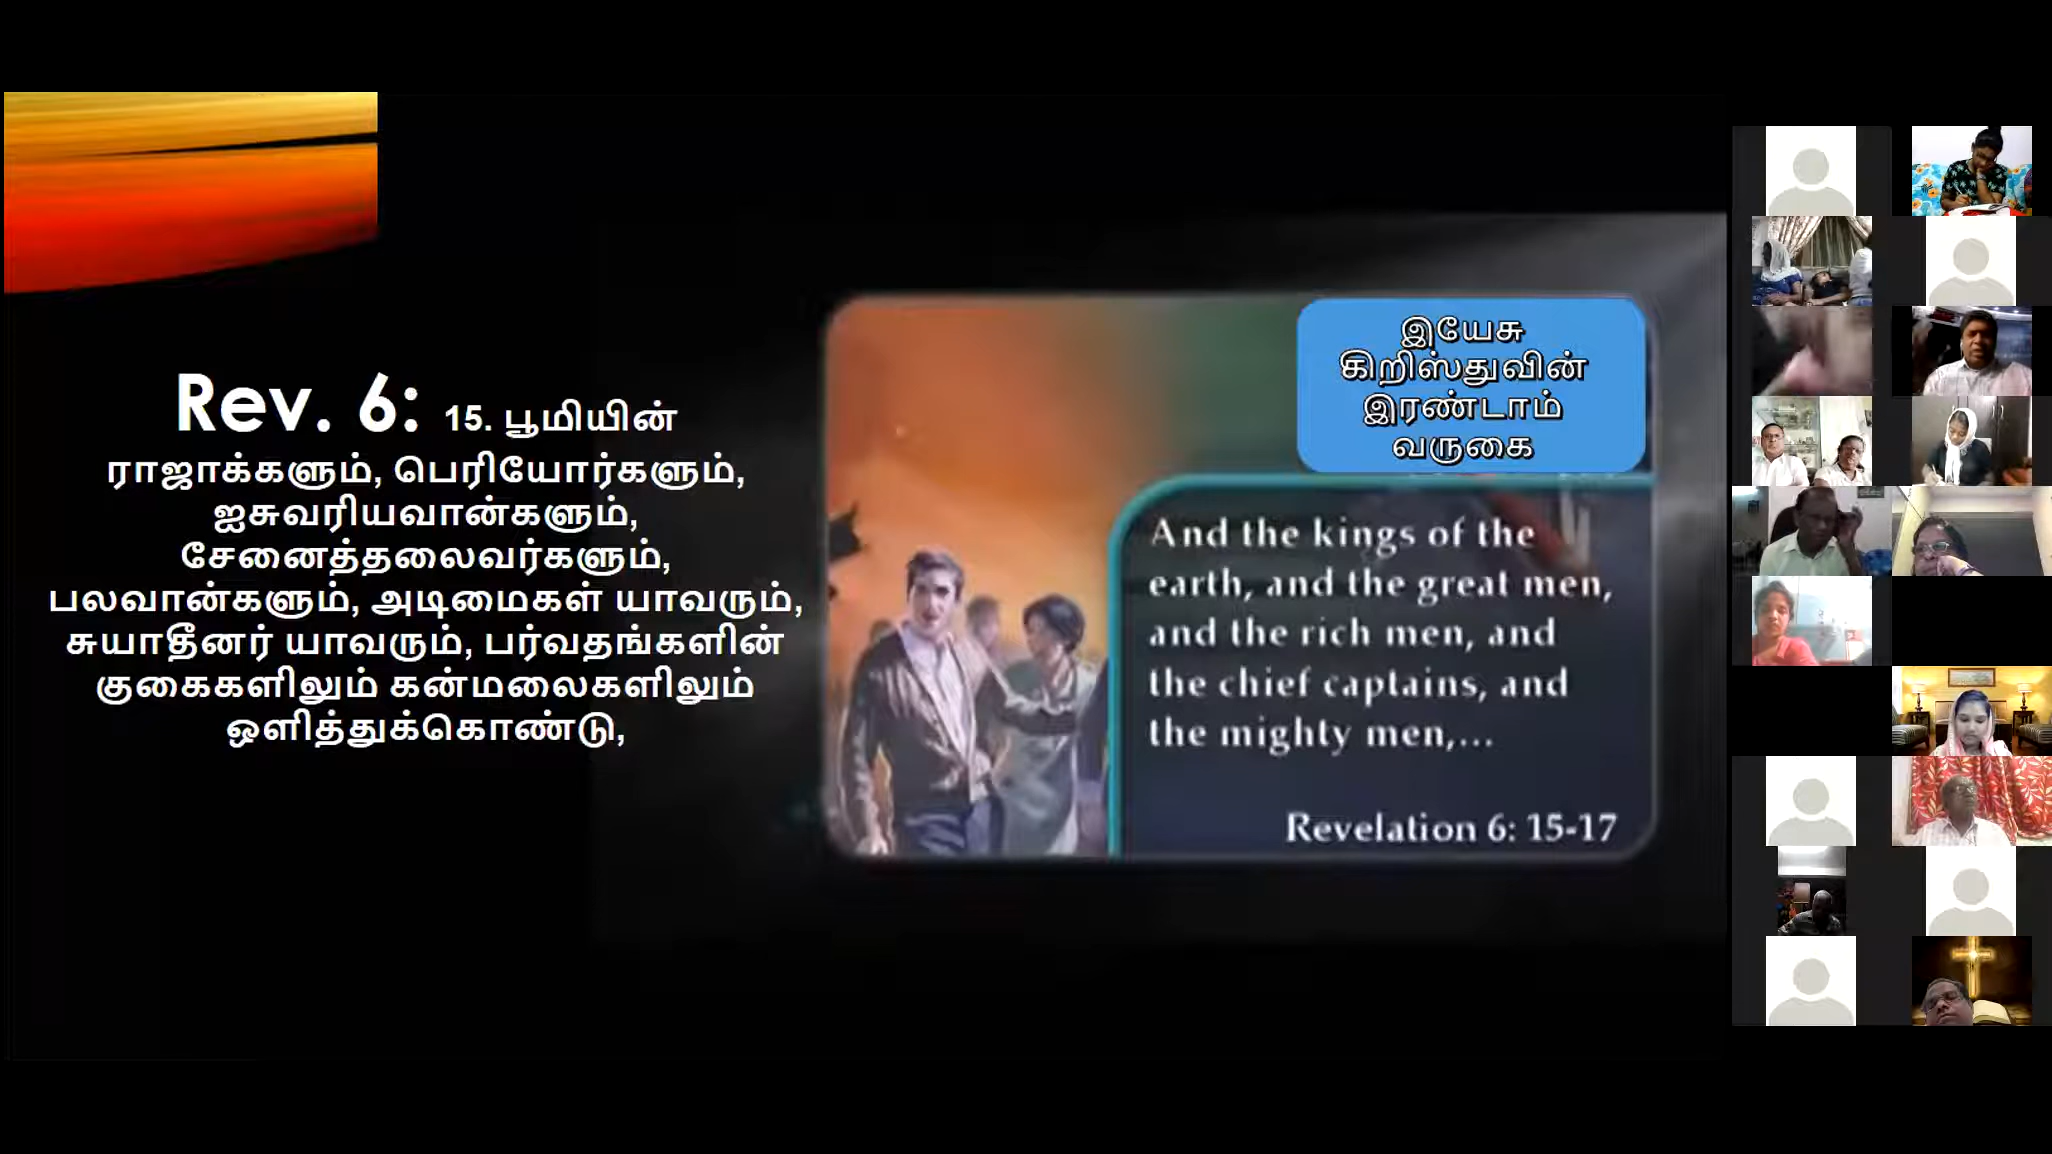 Rev. 6: 15. பூமியின்
ராஜாக்களும், பெரியோர்களும்,
ஐசுவரியவான்களும்,
சேனைத்தலைவர்களும்,
பலவான்களும், அடிமைகள் யாவரும்,
சுயாதீனர் யாவரும், பர்வதங்களின்
குகைகளிலும் கன்மலைகளிலும்
ஒளித்துக்கொண்டு,
இயேசு
கிறிஸ்துவின்
இரண்டாம்
வருகை
And the kings of the
earth, and the great men,
and the rich men, and
the chief captains, and
the mighty men,...
Revelation 6: 15-17